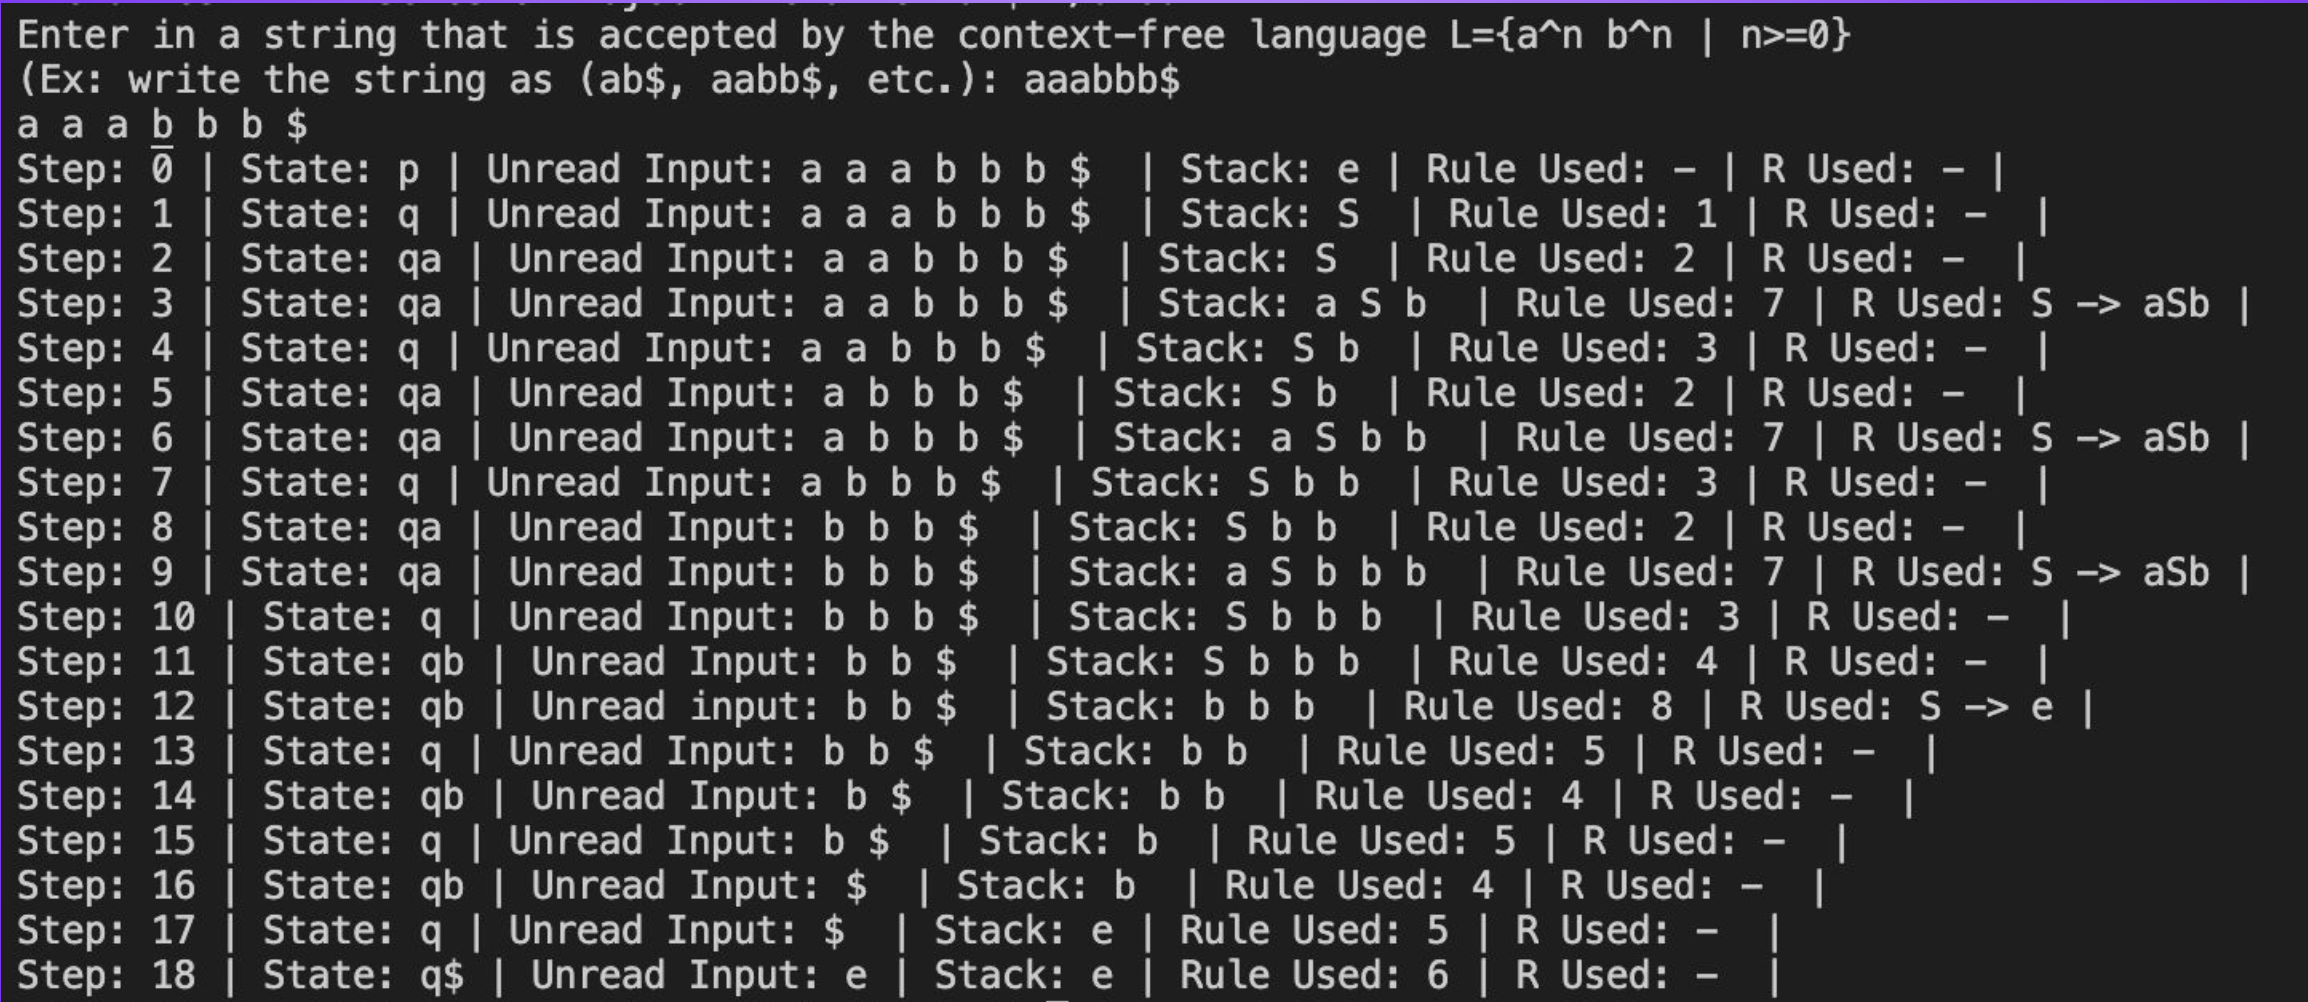 Enter in a string that is accepted by the context-free language L={a^n b^n | n>=0}
(Ex: write the string as (ab$, aabb$, etc.): aaabbb$
a a a b b b $
Step: 0 | State: p | Unread Input: a a a b b b $  | Stack: e | Rule Used: - | R Used: - |
Step: 1 | State: q | Unread Input: a a a b b b $  | Stack: S  | Rule Used: 1 | R Used: -  |
Step: 2 | State: qa | Unread Input: a a b b b $  | Stack: S  | Rule Used: 2 | R Used: -  |
Step: 3 | State: qa | Unread Input: a a b b b $  | Stack: a S b  | Rule Used: 7 | R Used: S -> aSb |
Step: 4 | State: q | Unread Input: a a b b b $  | Stack: S b  | Rule Used: 3 | R Used: -  |
Step: 5 | State: qa | Unread Input: a b b b $  | Stack: S b  | Rule Used: 2 | R Used: -  |
Step: 6 | State: qa | Unread Input: a b b b $  | Stack: a S b b  | Rule Used: 7 | R Used: S -> aSb |
Step: 7 | State: q | Unread Input: a b b b $  | Stack: S b b  | Rule Used: 3 | R Used: -  |
Step: 8 | State: qa | Unread Input: b b b $  | Stack: S b b  | Rule Used: 2 | R Used: -  |
Step: 9 | State: qa | Unread Input: b b b $  | Stack: a S b b b  | Rule Used: 7 | R Used: S -> aSb |
Step: 10 | State: q | Unread Input: b b b $  | Stack: S b b b  | Rule Used: 3 | R Used: -  |
Step: 11 | State: qb | Unread Input: b b $  | Stack: S b b b  | Rule Used: 4 | R Used: -  |
Step: 12 | State: qb | Unread input: b b $  | Stack: b b b  | Rule Used: 8 | R Used: S -> e |
Step: 13 | State: q | Unread Input: b b $  | Stack: b b  | Rule Used: 5 | R Used: -  |
Step: 14 | State: qb | Unread Input: b $  | Stack: b b  | Rule Used: 4 | R Used: -  |
Step: 15 | State: q | Unread Input: b $  | Stack: b  | Rule Used: 5 | R Used: -  |
Step: 16 | State: qb | Unread Input: $  | Stack: b  | Rule Used: 4 | R Used: -  |
Step: 17 | State: q | Unread Input: $  | Stack: e | Rule Used: 5 | R Used: -  |
Step: 18 | State: q$ | Unread Input: e | Stack: e | Rule Used: 6 | R Used: -  |